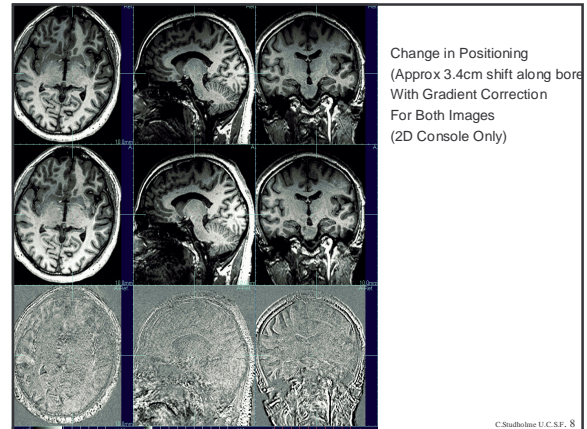 Change in Positioning
(Approx 3.4cm shift along bore
With Gradient Correction
For Both Images
(2D Console Only)
C.Studholme U.C.S.F. 8